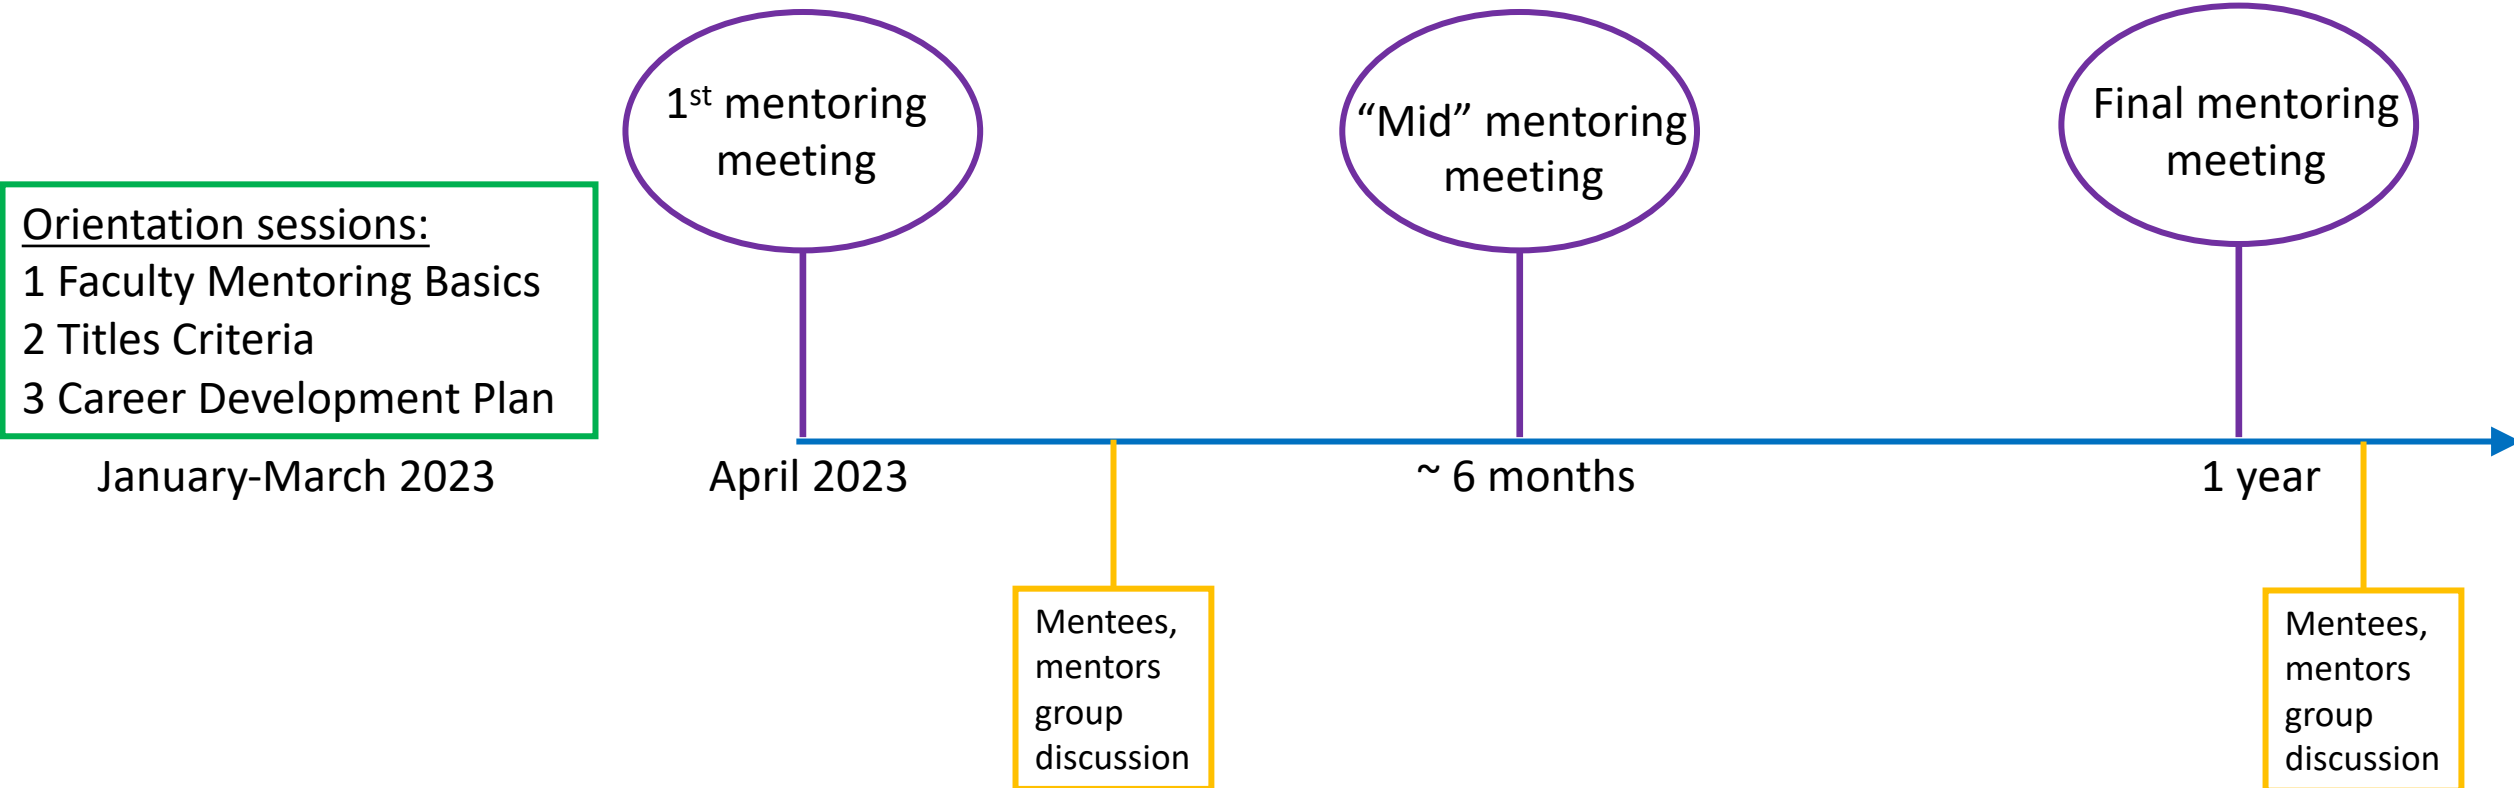 1st mentoring
meeting
“Mid” mentoring
meeting
Final mentoring
meeting
Orientation sessions:
1 Faculty Mentoring Basics
2 Titles Criteria
3 Career Development Plan
January-March 2023
April 2023
~ 6 months
1 year
Mentees,
mentors
group
discussion
Mentees,
mentors
group
discussion